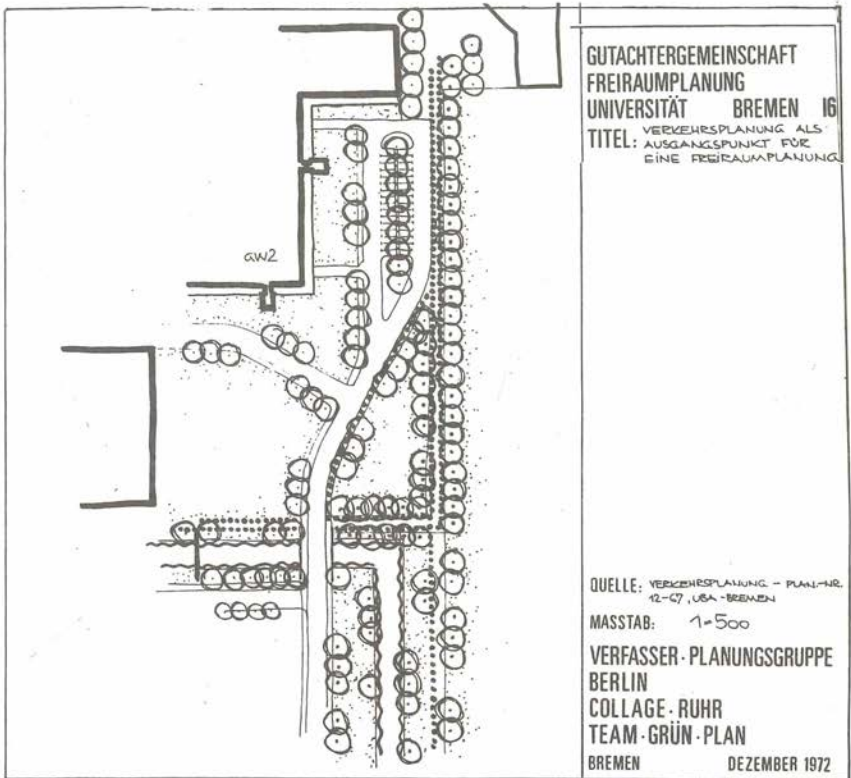 GUTACHTERGEMEINSCHAFT
FREIRAUMPLANUNG
UNIVERSITÄT BREMEN 16
TITEL: VERKEHRSPLANUNG ALS
AUSGANGSPUNKT FÜR
EINE FREIRAUMPLANUNG
aw2
QUELLE: VERKEHRSPLANUNG - PLAN-NR.
12-67, UBA-BREMEN
MASSTAB: 1=500
VERFASSER·PLANUNGSGRUPPE
BERLIN
COLLAGE·RUHR
TEAM·GRÜN·PLAN
BREMEN DEZEMBER 1972